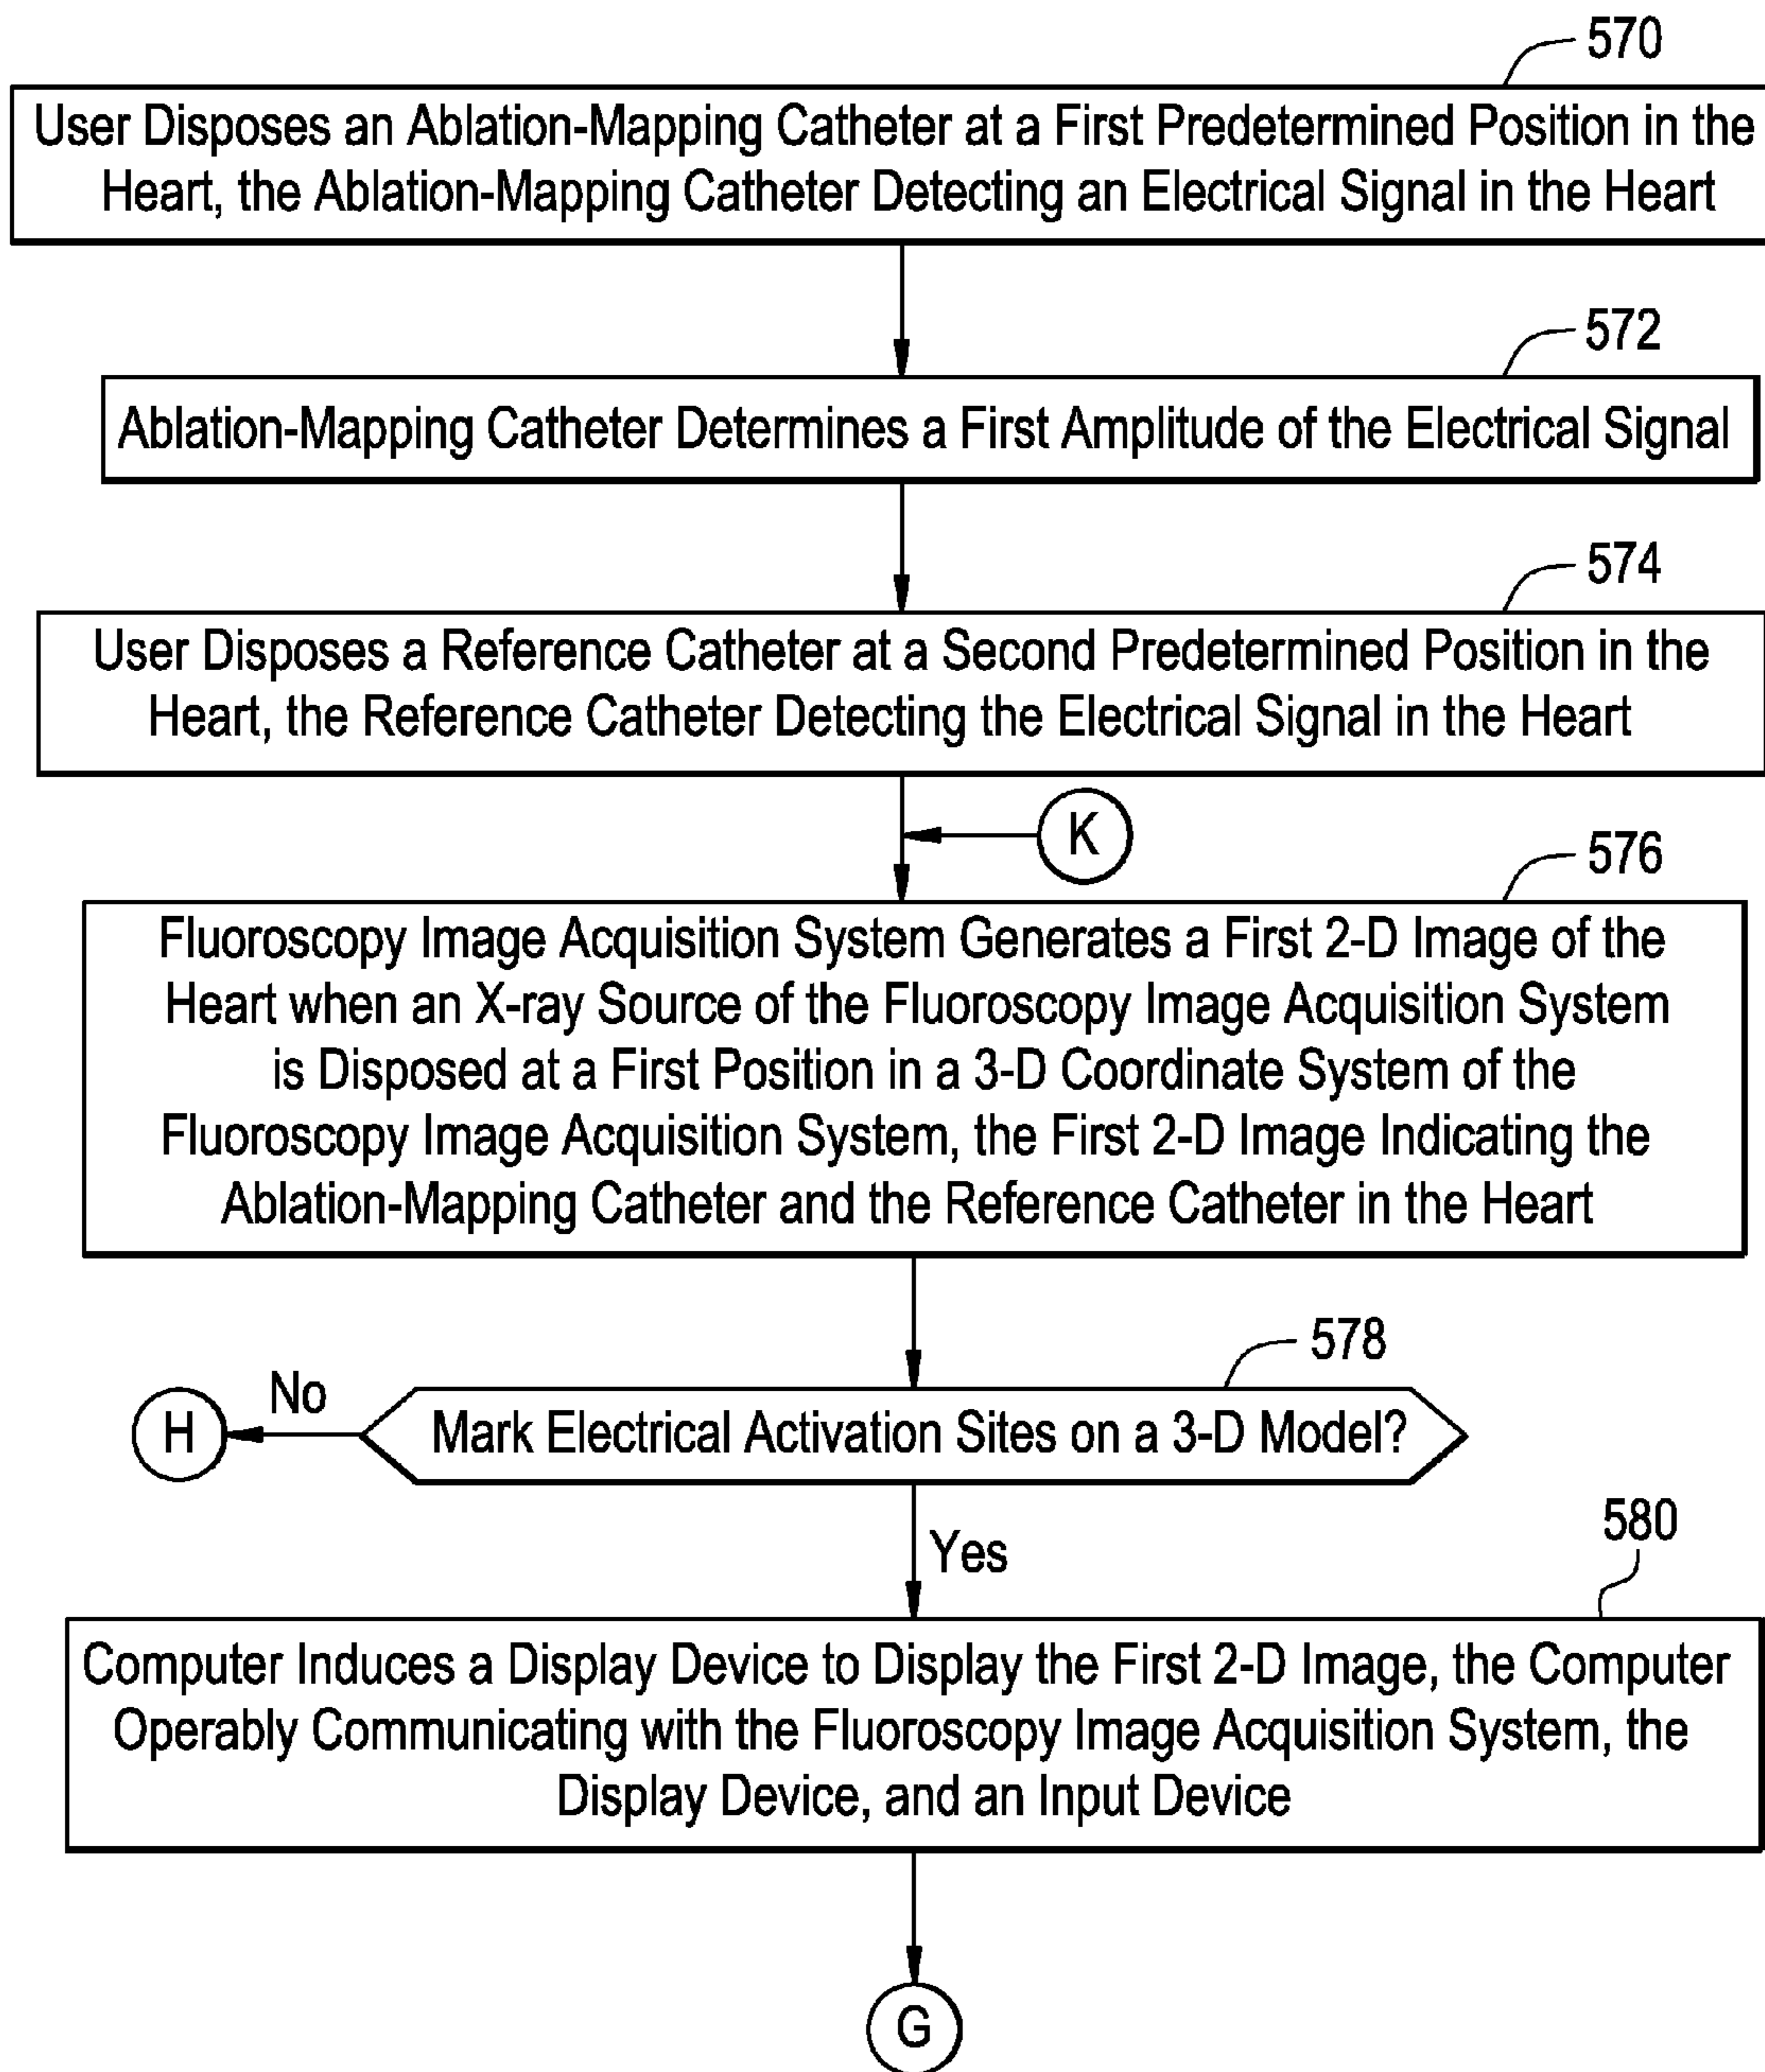 570
User Disposes an Ablation-Mapping Catheter at a First Predetermined Position in the
Heart, the Ablation-Mapping Catheter Detecting an Electrical Signal in the Heart
572
Ablation-Mapping Catheter Determines a First Amplitude of the Electrical Signal
574
User Disposes a Reference Catheter at a Second Predetermined Position in the
Heart, the Reference Catheter Detecting the Electrical Signal in the Heart
K
576
Fluoroscopy Image Acquisition System Generates a First 2-D Image of the
Heart when an X-ray Source of the Fluoroscopy Image Acquisition System
is Disposed at a First Position in a 3-D Coordinate System of the
Fluoroscopy Image Acquisition System, the First 2-D Image Indicating the
Ablation-Mapping Catheter and the Reference Catheter in the Heart
578
H
No
Mark Electrical Activation Sites on a 3-D Model?
Yes
580
Computer Induces a Display Device to Display the First 2-D Image, the Computer
Operably Communicating with the Fluoroscopy Image Acquisition System, the
Display Device, and an Input Device
G